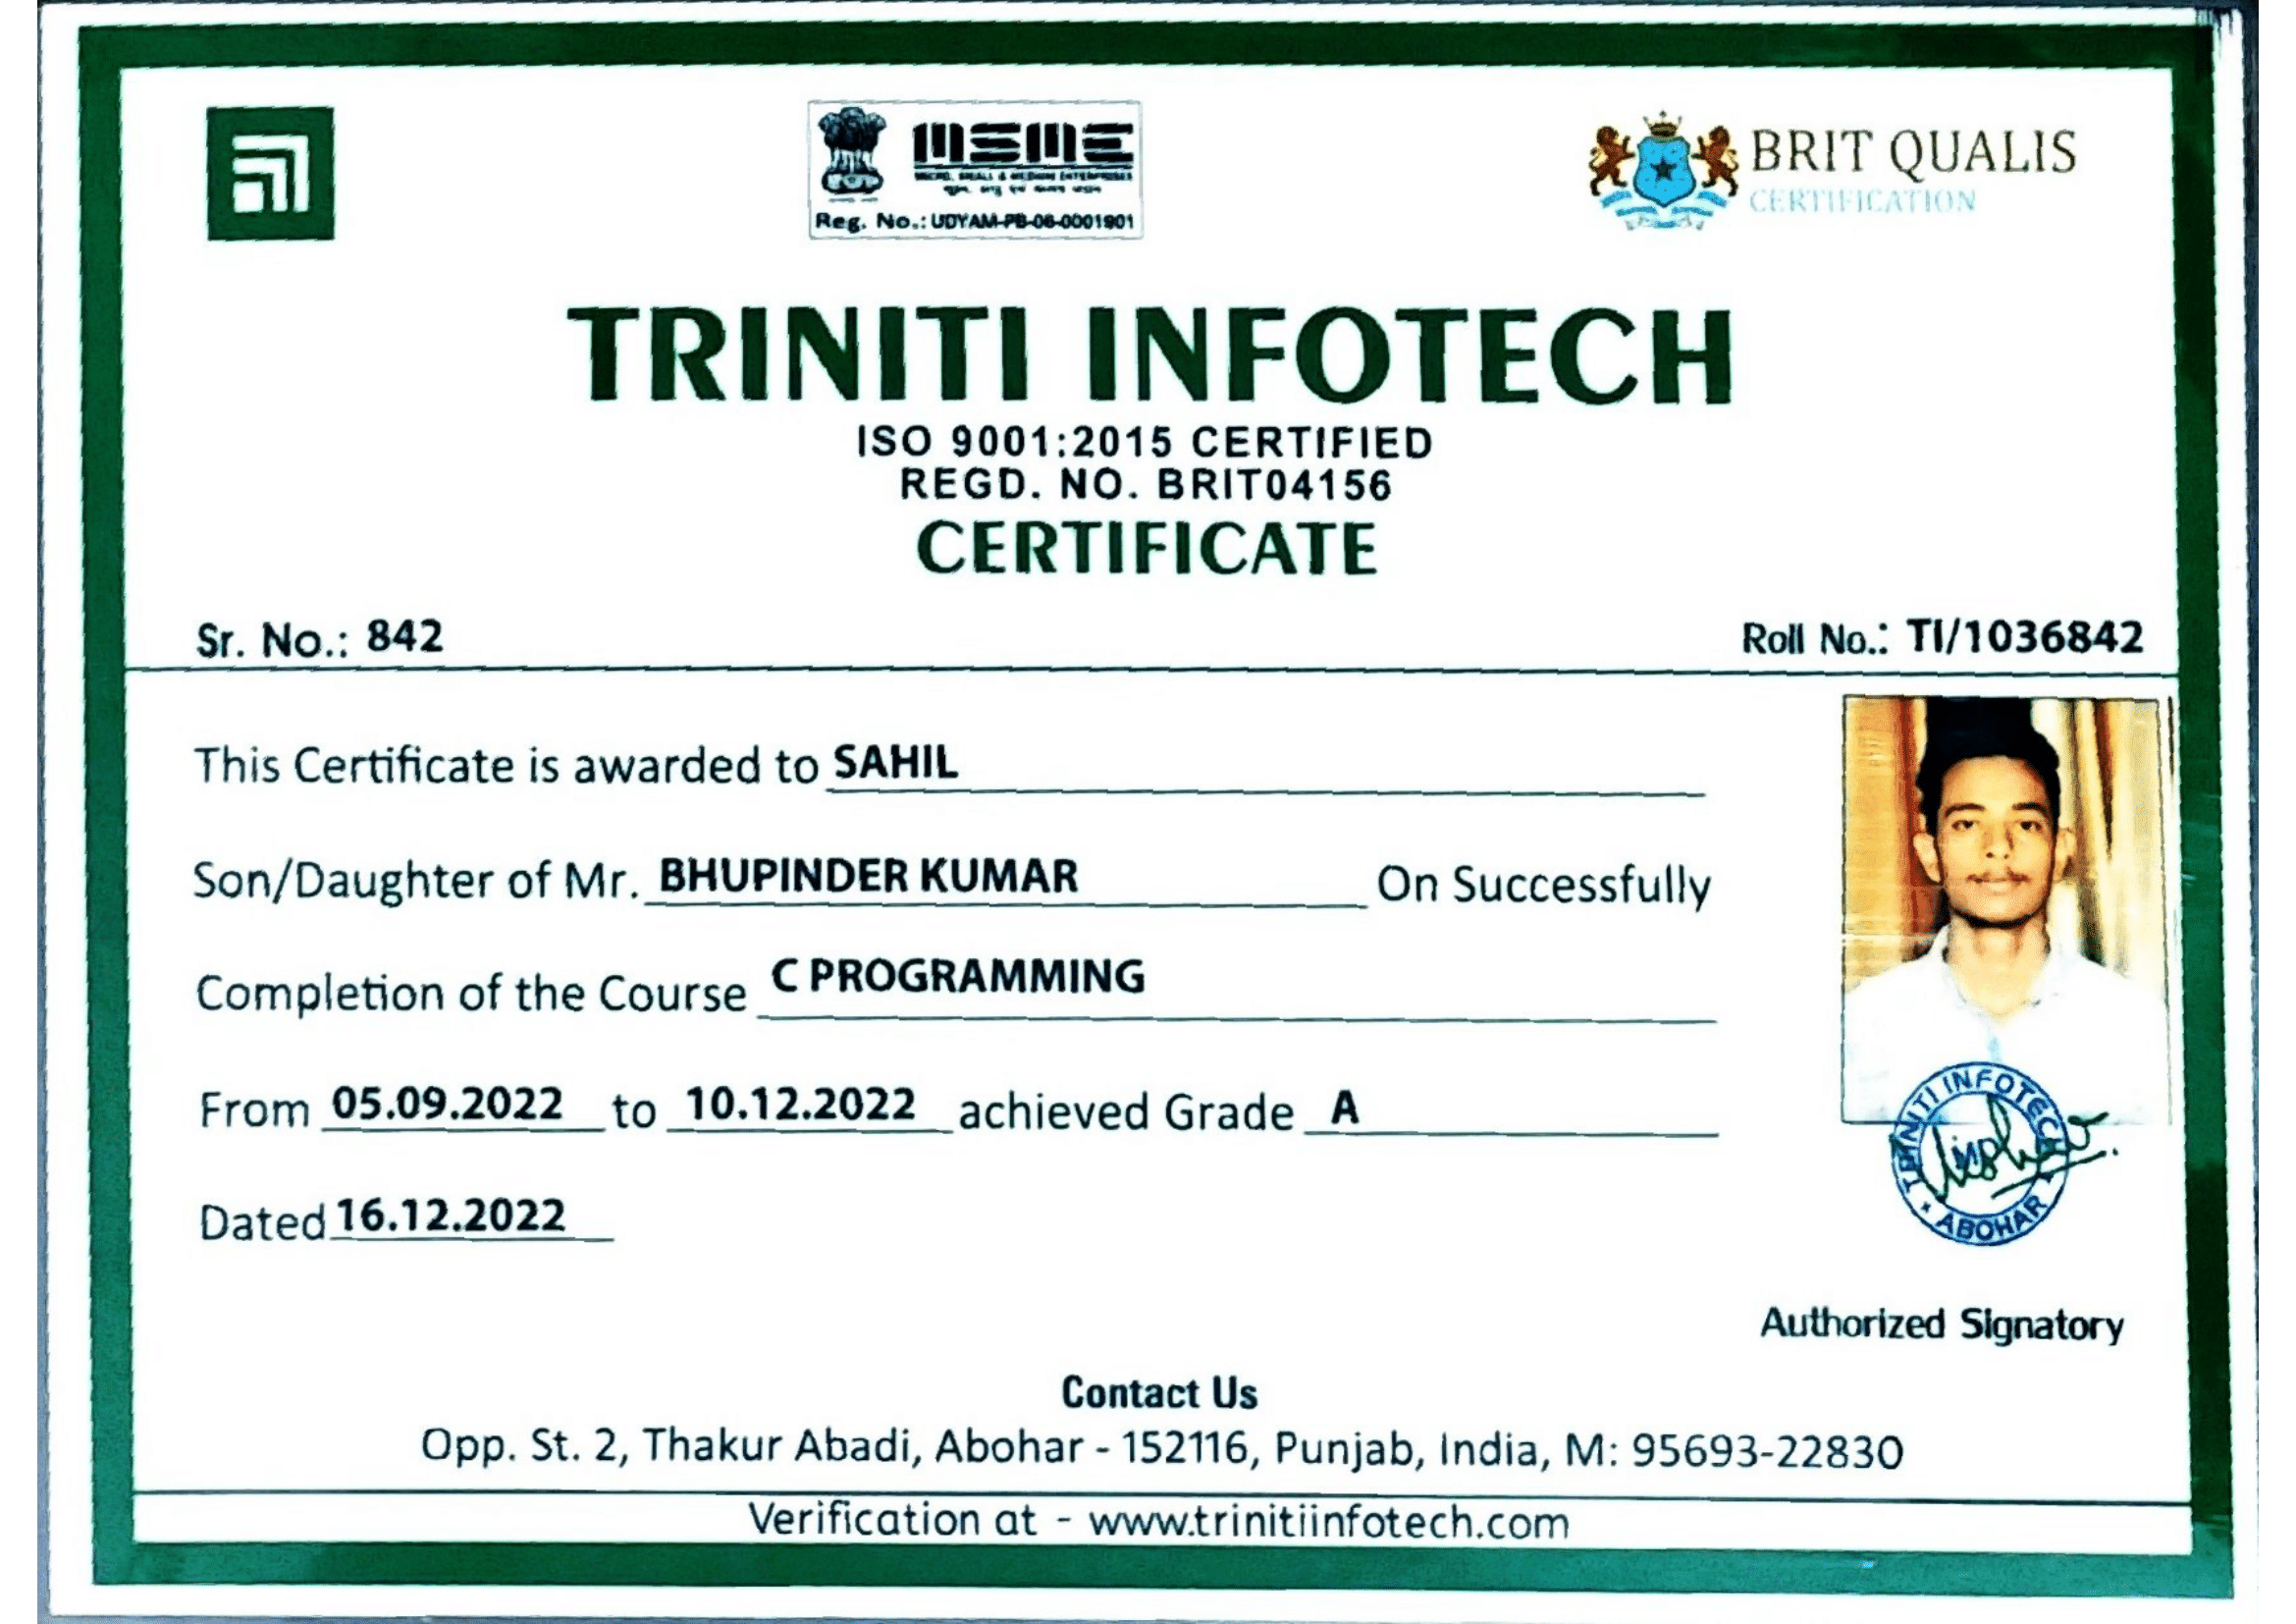 MSME
MICRO, SMALL & MEDIUM ENTERPRISES
Reg. No.: UDYAM-PB-06-0001901
BRIT QUALIS
CERTIFICATION
TRINITI INFOTECH
ISO 9001:2015 CERTIFIED
REGD. NO. BRIT04156
CERTIFICATE
Sr. No.: 842 Roll No.: TI/1036842
This Certificate is awarded to SAHIL
Son/Daughter of Mr. BHUPINDER KUMAR On Successfully
Completion of the Course C PROGRAMMING
From 05.09.2022 to 10.12.2022 achieved Grade A
Dated 16.12.2022
TRINITI INFOTECH
* ABOHAR *
Authorized Signatory
Contact Us
Opp. St. 2, Thakur Abadi, Abohar - 152116, Punjab, India, M: 95693-22830
Verification at - www.trinitiinfotech.com